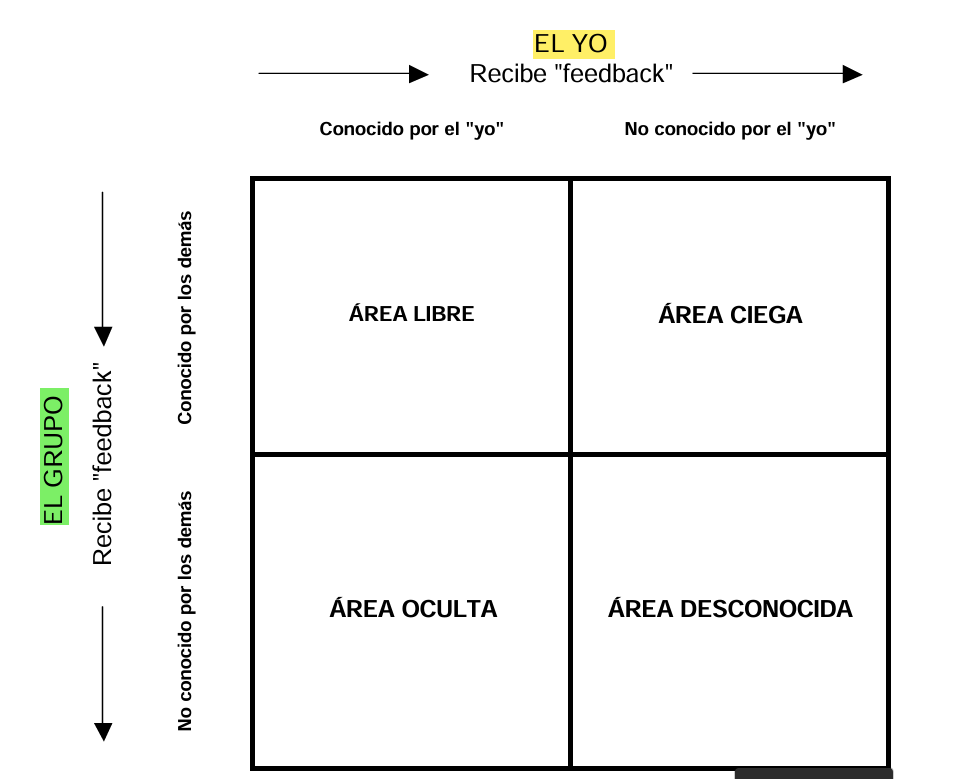 EL YO
Recibe "feedback"
Conocido por el "yo"
No conocido por el "yo"
EL GRUPO
Recibe "feedback"
Conocido por los demás
ÁREA LIBRE
ÁREA CIEGA
No conocido por los demás
ÁREA OCULTA
ÁREA DESCONOCIDA